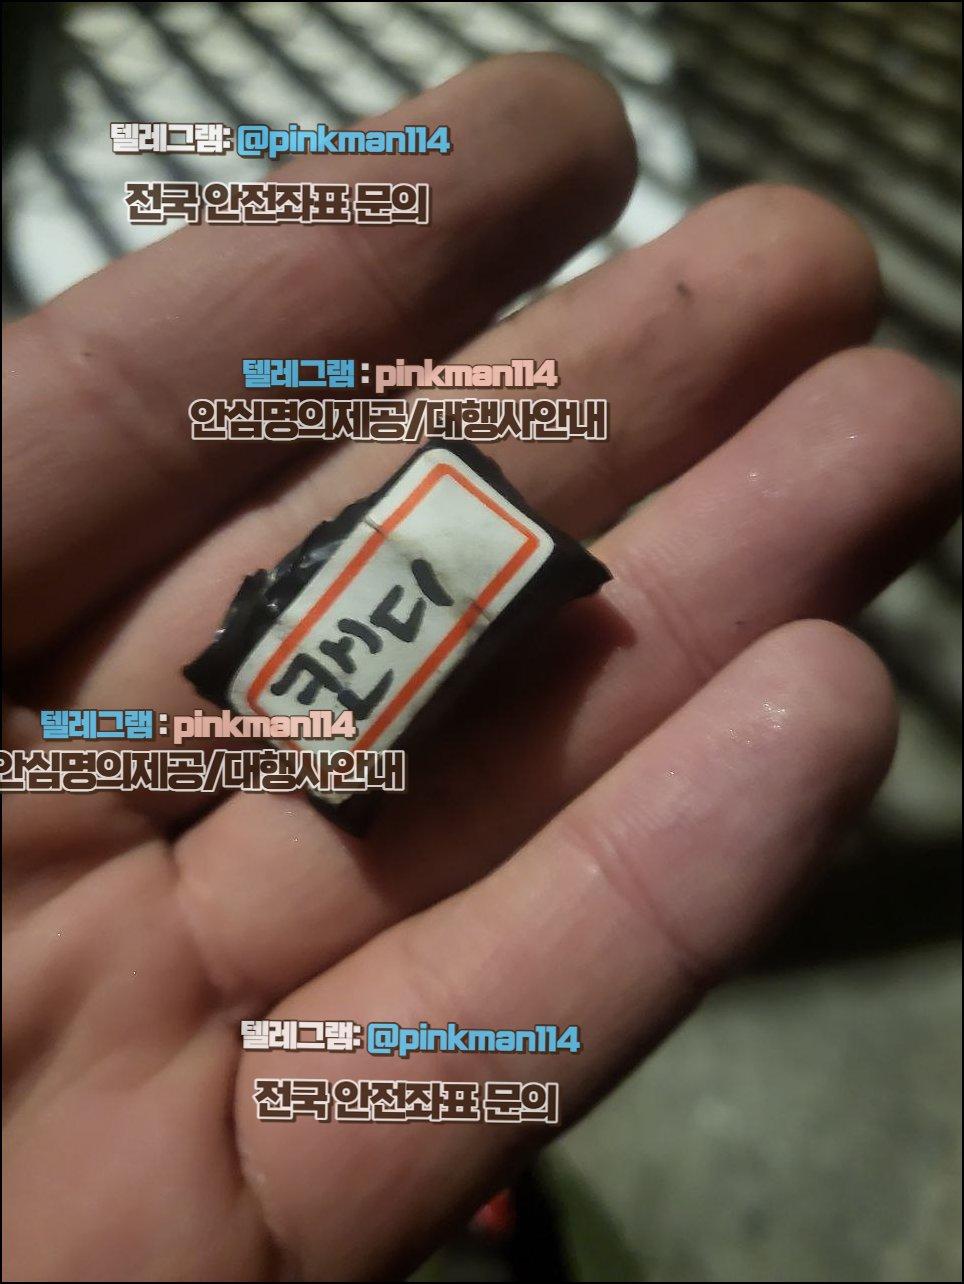 텔레그램: @pinkman114
전국 안전좌표 문의
텔레그램 : pinkman114
안심명의제공/대행사안내
캔디
텔레그램 : pinkman114
안심명의제공/대행사안내
텔레그램: @pinkman114
전국 안전좌표 문의